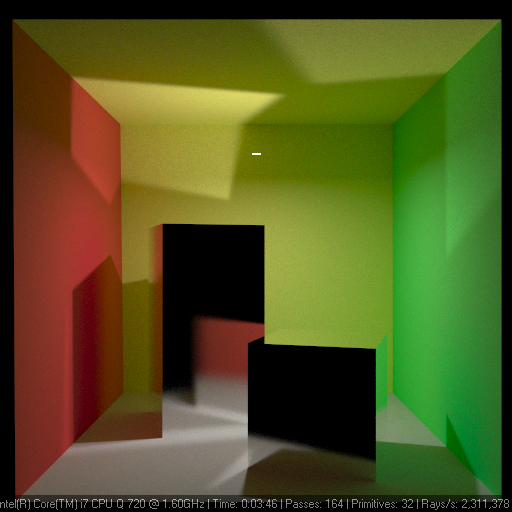 ntel(R) Core(TM) i7 CPU Q 720 @ 1.60GHz | Time: 0:03:46 | Passes: 164 | Primitives: 32 | Rays/s: 2,311,378